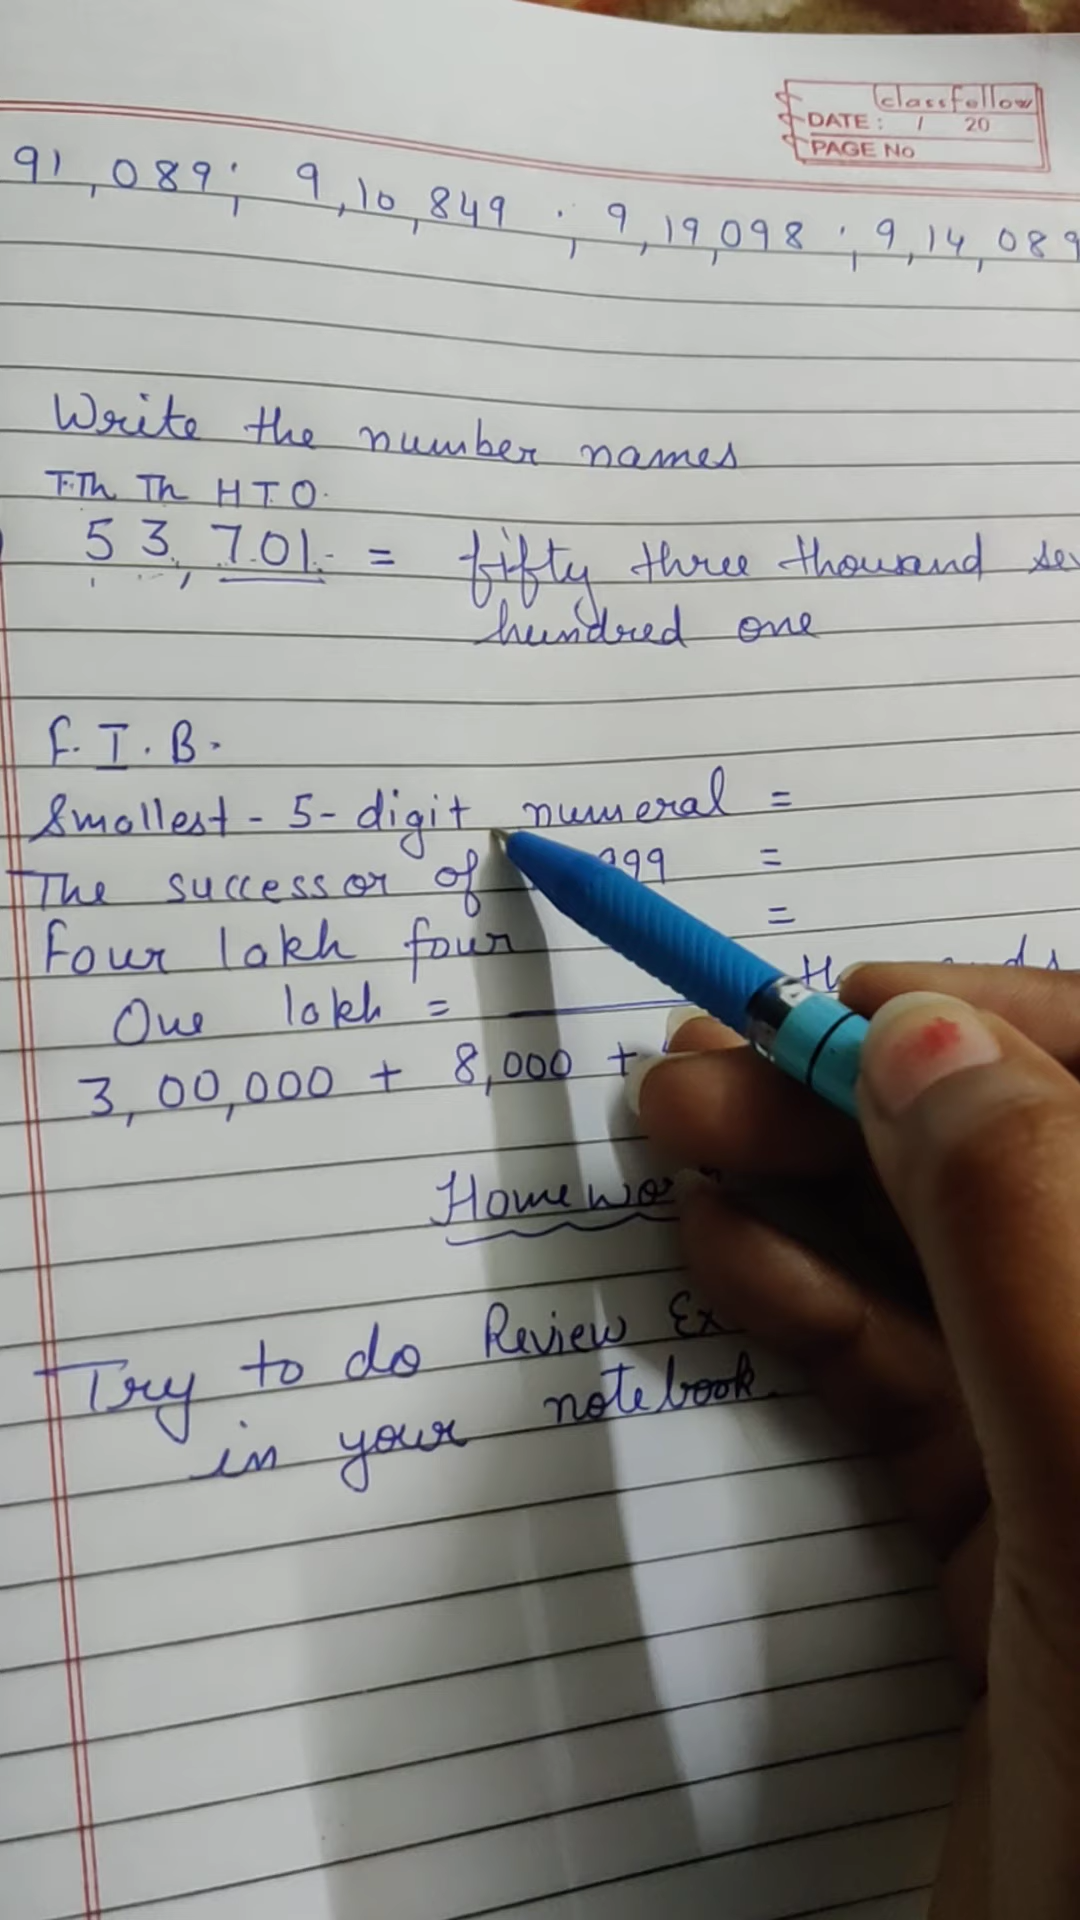 classfellow
DATE: / 20
PAGE No
91,089; 9,10,849; 9,19,098; 9,14,089
Write the number names
T.Th Th H T O.
53,701 = fifty three thousand
hundred one
F.I.B.
Smallest - 5-digit numeral =
The successor of 999 =
Four lakh four =
One lakh =
3,00,000 + 8,000 +
Try to do Review
in your notebook